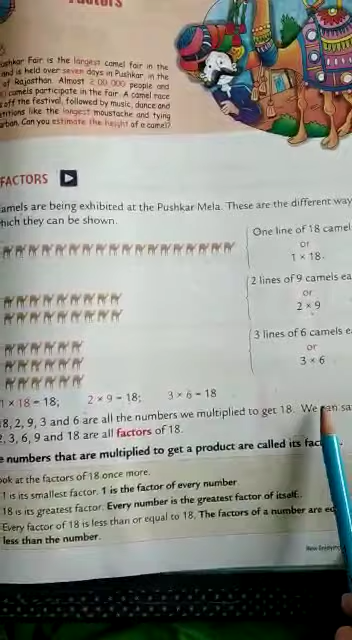 Factors
ushkar Fair is the largest camel fair in the
and is held over seven days in Pushkar in the
of Rajasthan. Almost 2 00 000 people and
camels participate in the fair. A camel race
off the festival, followed by music, dance and
titions like the longest moustache and tying
urban. Can you estimate the height of a camel?
FACTORS
amels are being exhibited at the Pushkar Mela. These are the different way
hich they can be shown.
One line of 18 camel
or
1 × 18.
2 lines of 9 camels ea
or
2 × 9
3 lines of 6 camels e
or
3 × 6
1 × 18 = 18; 2 × 9 = 18; 3 × 6 = 18
8, 2, 9, 3 and 6 are all the numbers we multiplied to get 18. We can sa
2, 3, 6, 9 and 18 are all factors of 18.
e numbers that are multiplied to get a product are called its fac
ook at the factors of 18 once more.
1 is its smallest factor. 1 is the factor of every number.
18 is its greatest factor. Every number is the greatest factor of itself.
Every factor of 18 is less than or equal to 18. The factors of a number are eq
less than the number.
New Enjoying